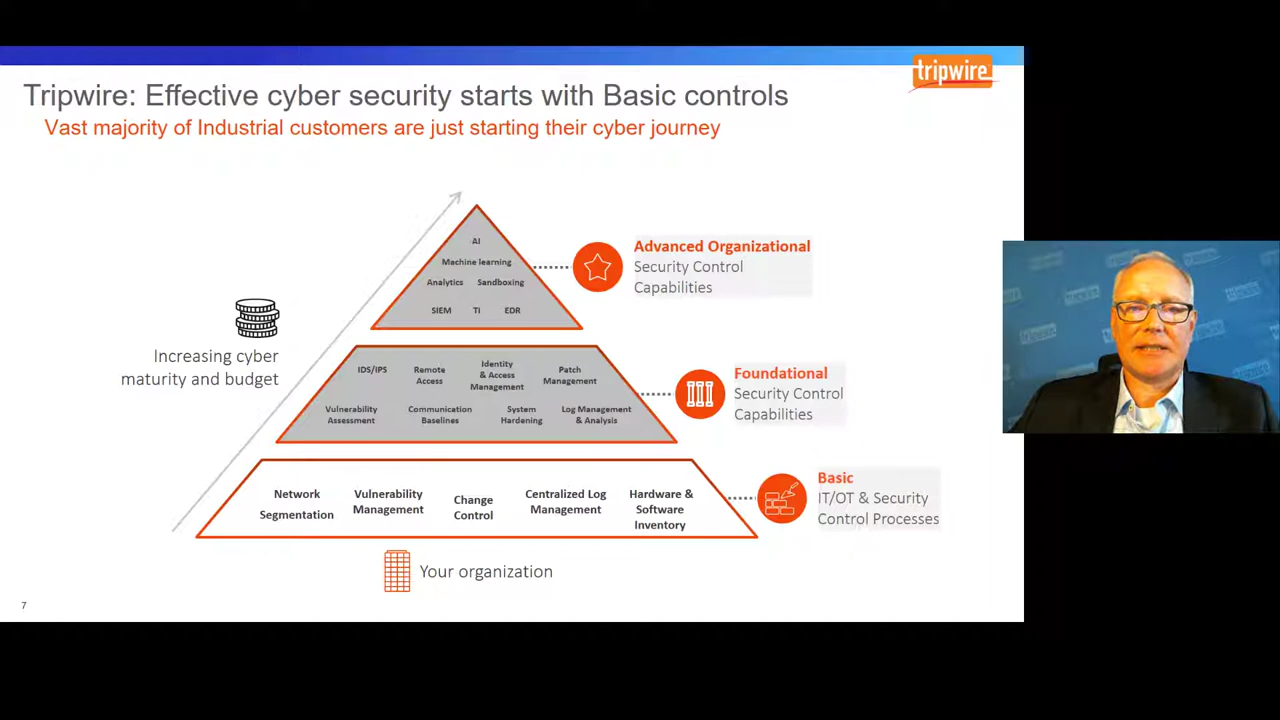 tripwire
Tripwire: Effective cyber security starts with Basic controls
Vast majority of Industrial customers are just starting their cyber journey
AI
Machine learning
Analytics Sandboxing
SIEM TI EDR
Advanced Organizational
Security Control
Capabilities
Increasing cyber
maturity and budget
IDS/IPS
Remote
Access
Identity
& Access
Management
Patch
Management
Vulnerability
Assessment
Communication
Baselines
System
Hardening
Log Management
& Analysis
Foundational
Security Control
Capabilities
Network
Segmentation
Vulnerability
Management
Change
Control
Centralized Log
Management
Hardware &
Software
Inventory
Basic
IT/OT & Security
Control Processes
Your organization
7